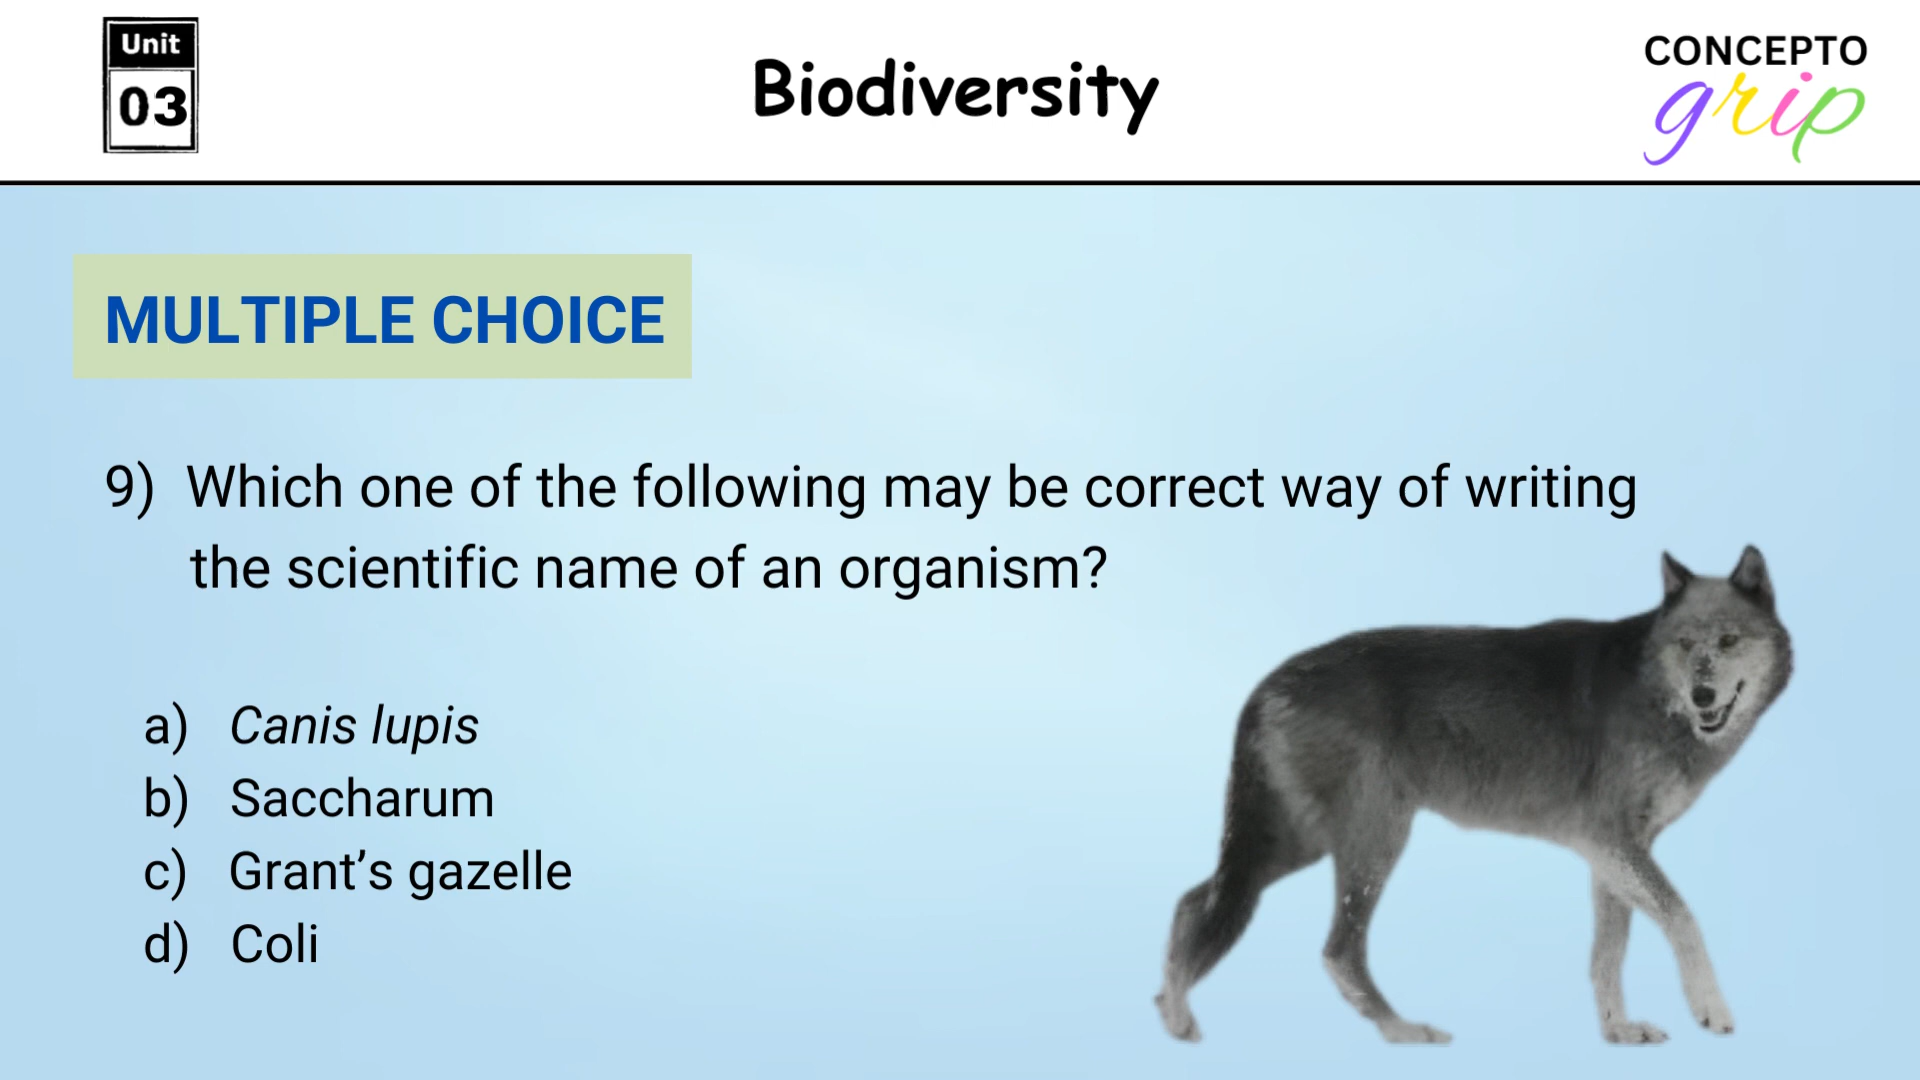 Unit
03
Biodiversity
CONCEPTO
grip
MULTIPLE CHOICE
9) Which one of the following may be correct way of writing
the scientific name of an organism?
a) Canis lupis
b) Saccharum
c) Grant’s gazelle
d) Coli